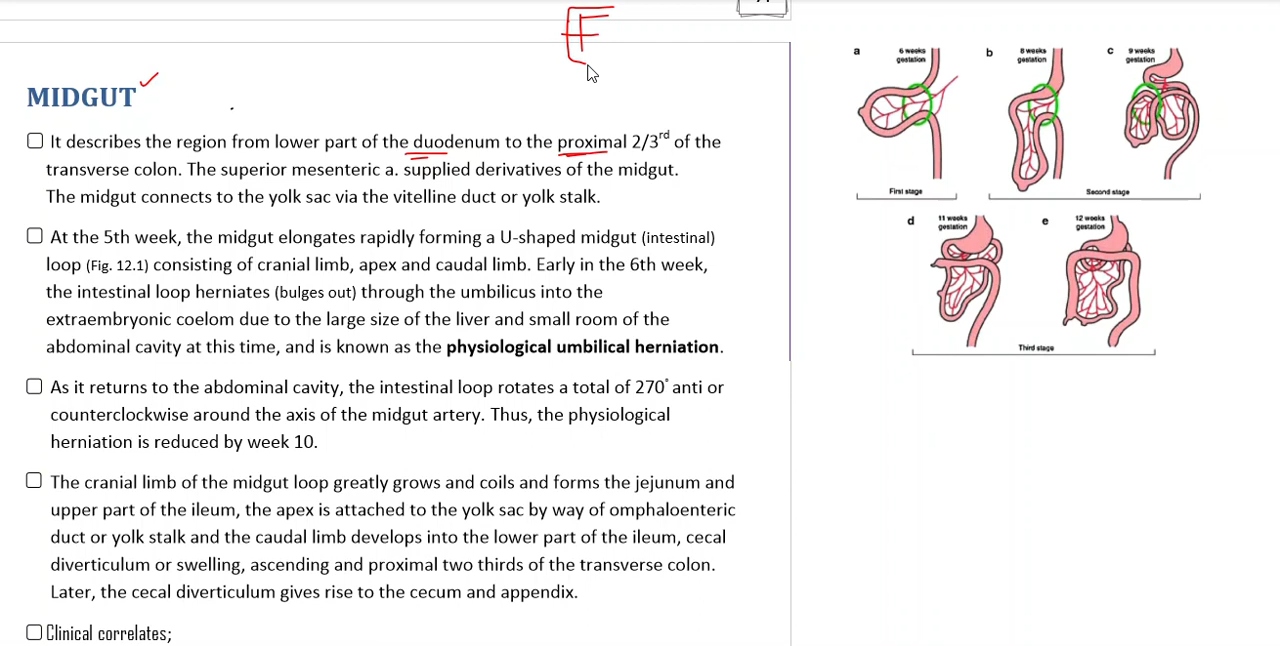 MIDGUT
It describes the region from lower part of the duodenum to the proximal 2/3rd of the
transverse colon. The superior mesenteric a. supplied derivatives of the midgut.
The midgut connects to the yolk sac via the vitelline duct or yolk stalk.
At the 5th week, the midgut elongates rapidly forming a U-shaped midgut (intestinal)
loop (Fig. 12.1) consisting of cranial limb, apex and caudal limb. Early in the 6th week,
the intestinal loop herniates (bulges out) through the umbilicus into the
extraembryonic coelom due to the large size of the liver and small room of the
abdominal cavity at this time, and is known as the physiological umbilical herniation.
As it returns to the abdominal cavity, the intestinal loop rotates a total of 270° anti or
counterclockwise around the axis of the midgut artery. Thus, the physiological
herniation is reduced by week 10.
The cranial limb of the midgut loop greatly grows and coils and forms the jejunum and
upper part of the ileum, the apex is attached to the yolk sac by way of omphaloenteric
duct or yolk stalk and the caudal limb develops into the lower part of the ileum, cecal
diverticulum or swelling, ascending and proximal two thirds of the transverse colon.
Later, the cecal diverticulum gives rise to the cecum and appendix.
Clinical correlates;
a 6 weeks
gestation
b 8 weeks
gestation
c 9 weeks
gestation
First stage
Second stage
d 11 weeks
gestation
e 12 weeks
gestation
Third stage